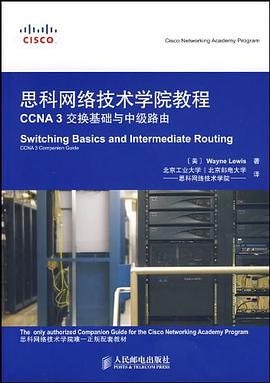 CISCO
Cisco Networking Academy Program
思科网络技术学院教程
CCNA 3 交换基础与中级路由
Switching Basics and Intermediate Routing
CCNA 3 Companion Guide
〔美〕 Wayne Lewis 著
北京工业大学 | 北京邮电大学
——思科网络技术学院—— 译
The only authorized Companion Guide for the Cisco Networking Academy Program
思科网络技术学院唯一正规配套教材
人民邮电出版社
POSTS & TELECOM PRESS